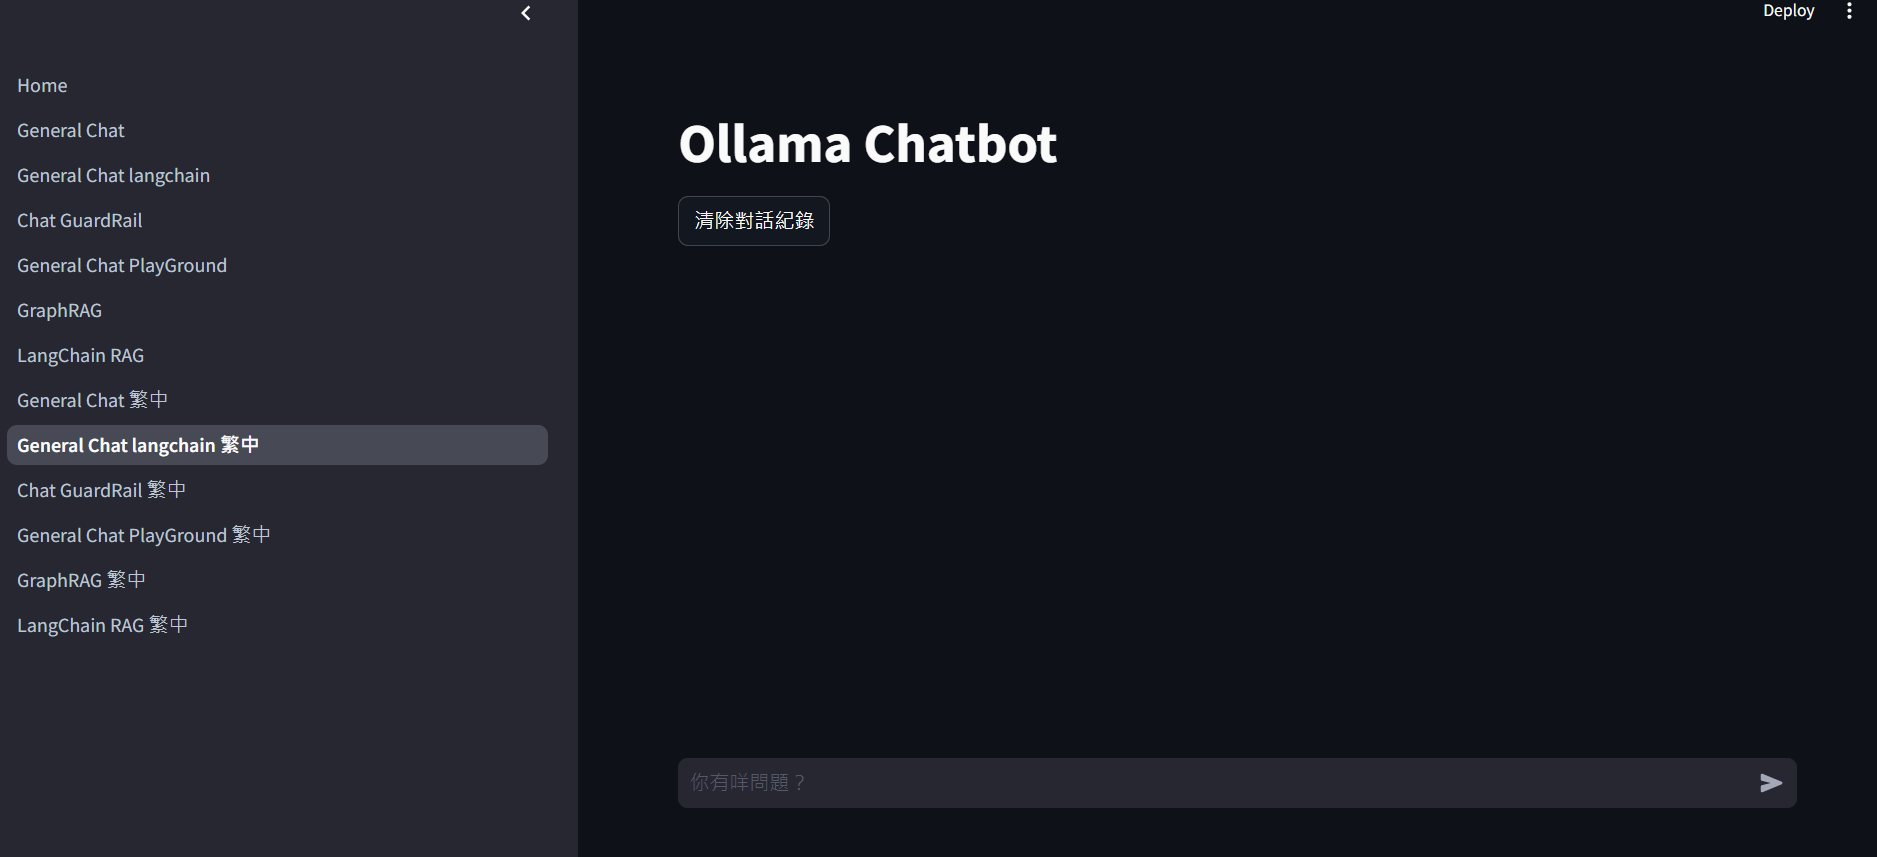 Deploy
Home
General Chat
General Chat langchain
Chat GuardRail
General Chat PlayGround
GraphRAG
LangChain RAG
General Chat 繁中
General Chat langchain 繁中
Chat GuardRail 繁中
General Chat PlayGround 繁中
GraphRAG 繁中
LangChain RAG 繁中
Ollama Chatbot
清除對話紀錄
你有咩問題？